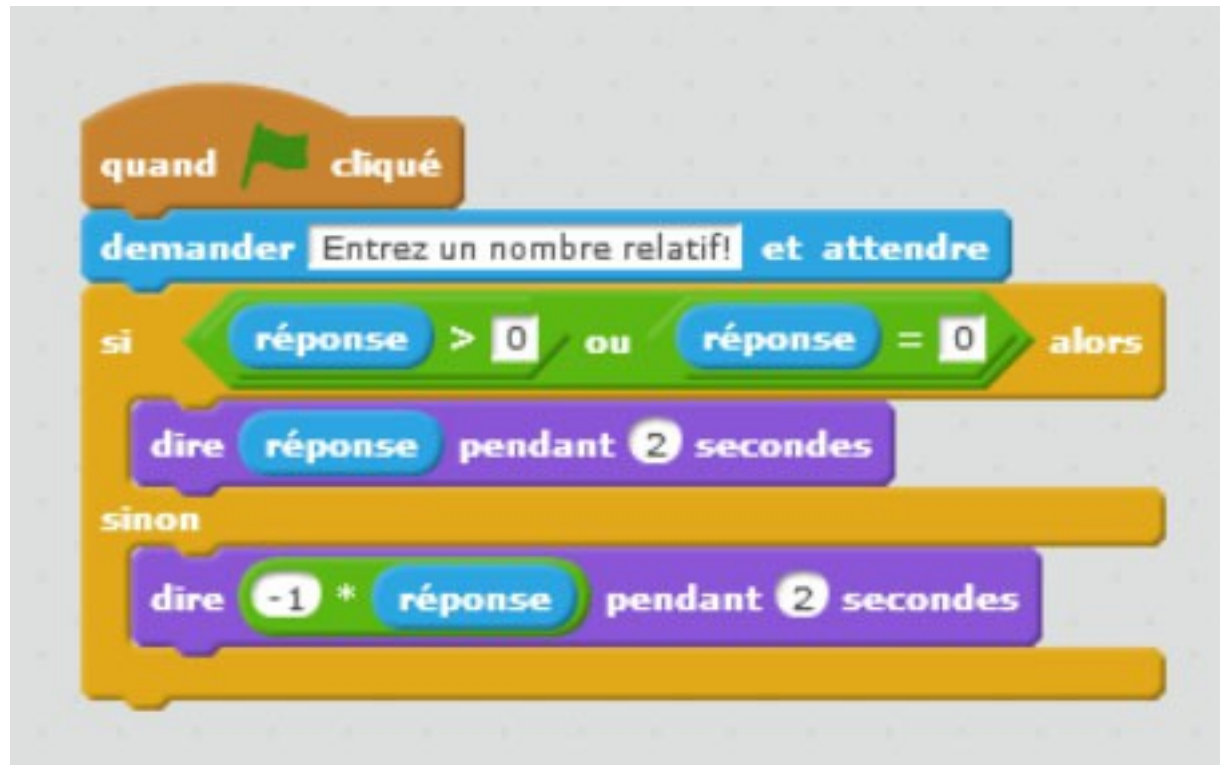 quand cliqué
demander Entrez un nombre relatif! et attendre
si réponse > 0 ou réponse = 0 alors
dire réponse pendant 2 secondes
sinon
dire -1 * réponse pendant 2 secondes